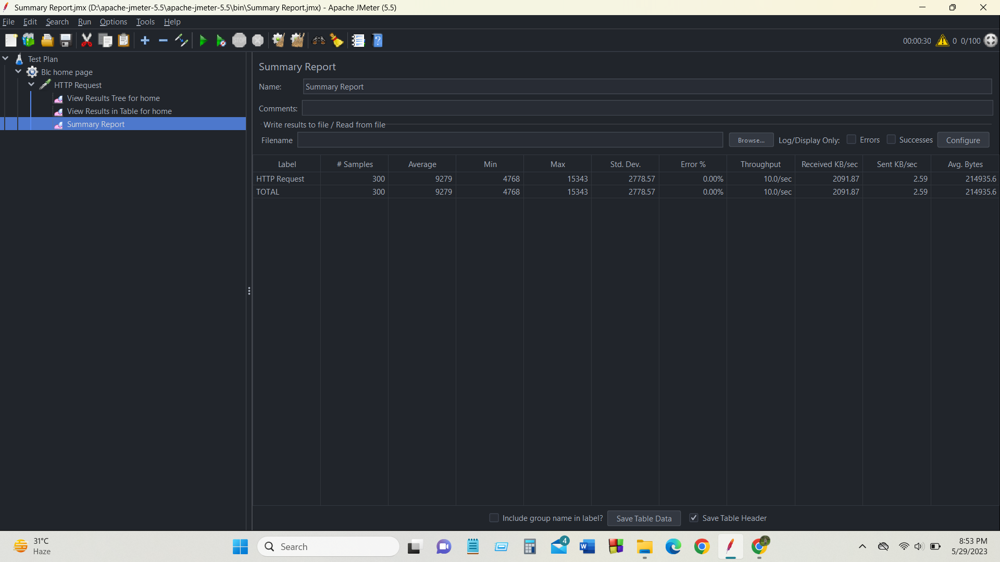 Summary Report.jmx (D:\apache-jmeter-5.5\apache-jmeter-5.5\bin\Summary Report.jmx) - Apache JMeter (5.5)
File Edit Search Run Options Tools Help
STOP
00:00:30 0 0/100
Test Plan
Blc home page
HTTP Request
View Results Tree for home
View Results in Table for home
Summary Report
Summary Report
Name: Summary Report
Comments:
Write results to file / Read from file
Filename Browse... Log/Display Only: Errors Successes Configure
Label # Samples Average Min Max Std. Dev. Error % Throughput Received KB/sec Sent KB/sec Avg. Bytes
HTTP Request 300 9279 4768 15343 2778.57 0.00% 10.0/sec 2091.87 2.59 214935.6
TOTAL 300 9279 4768 15343 2778.57 0.00% 10.0/sec 2091.87 2.59 214935.6
Include group name in label? Save Table Data Save Table Header
31°C
Haze
Search
4
W
8:53 PM
5/29/2023